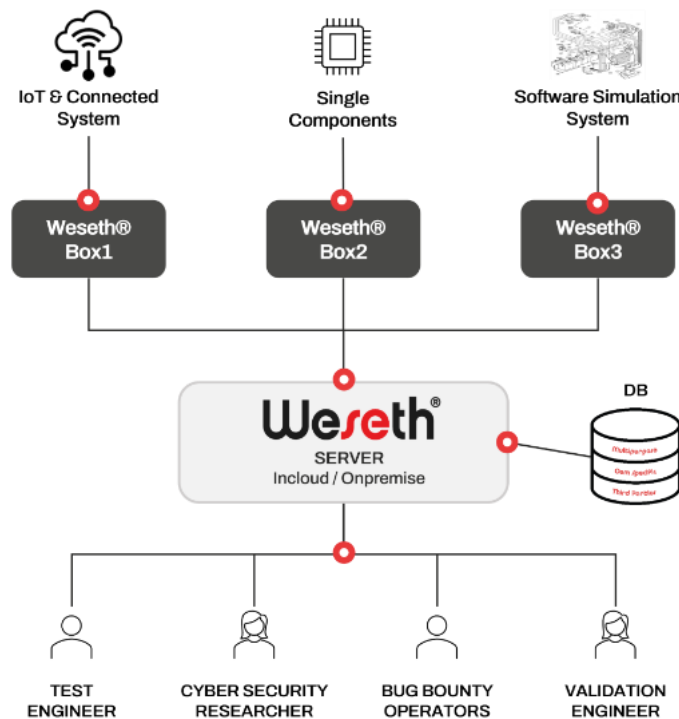 IoT & Connected
System
Single
Components
Software Simulation
System
Weseth®
Box1
Weseth®
Box2
Weseth®
Box3
Weseth®
SERVER
Incloud / Onpremise
DB
Multipurpose
Third Parties
TEST
ENGINEER
CYBER SECURITY
RESEARCHER
BUG BOUNTY
OPERATORS
VALIDATION
ENGINEER